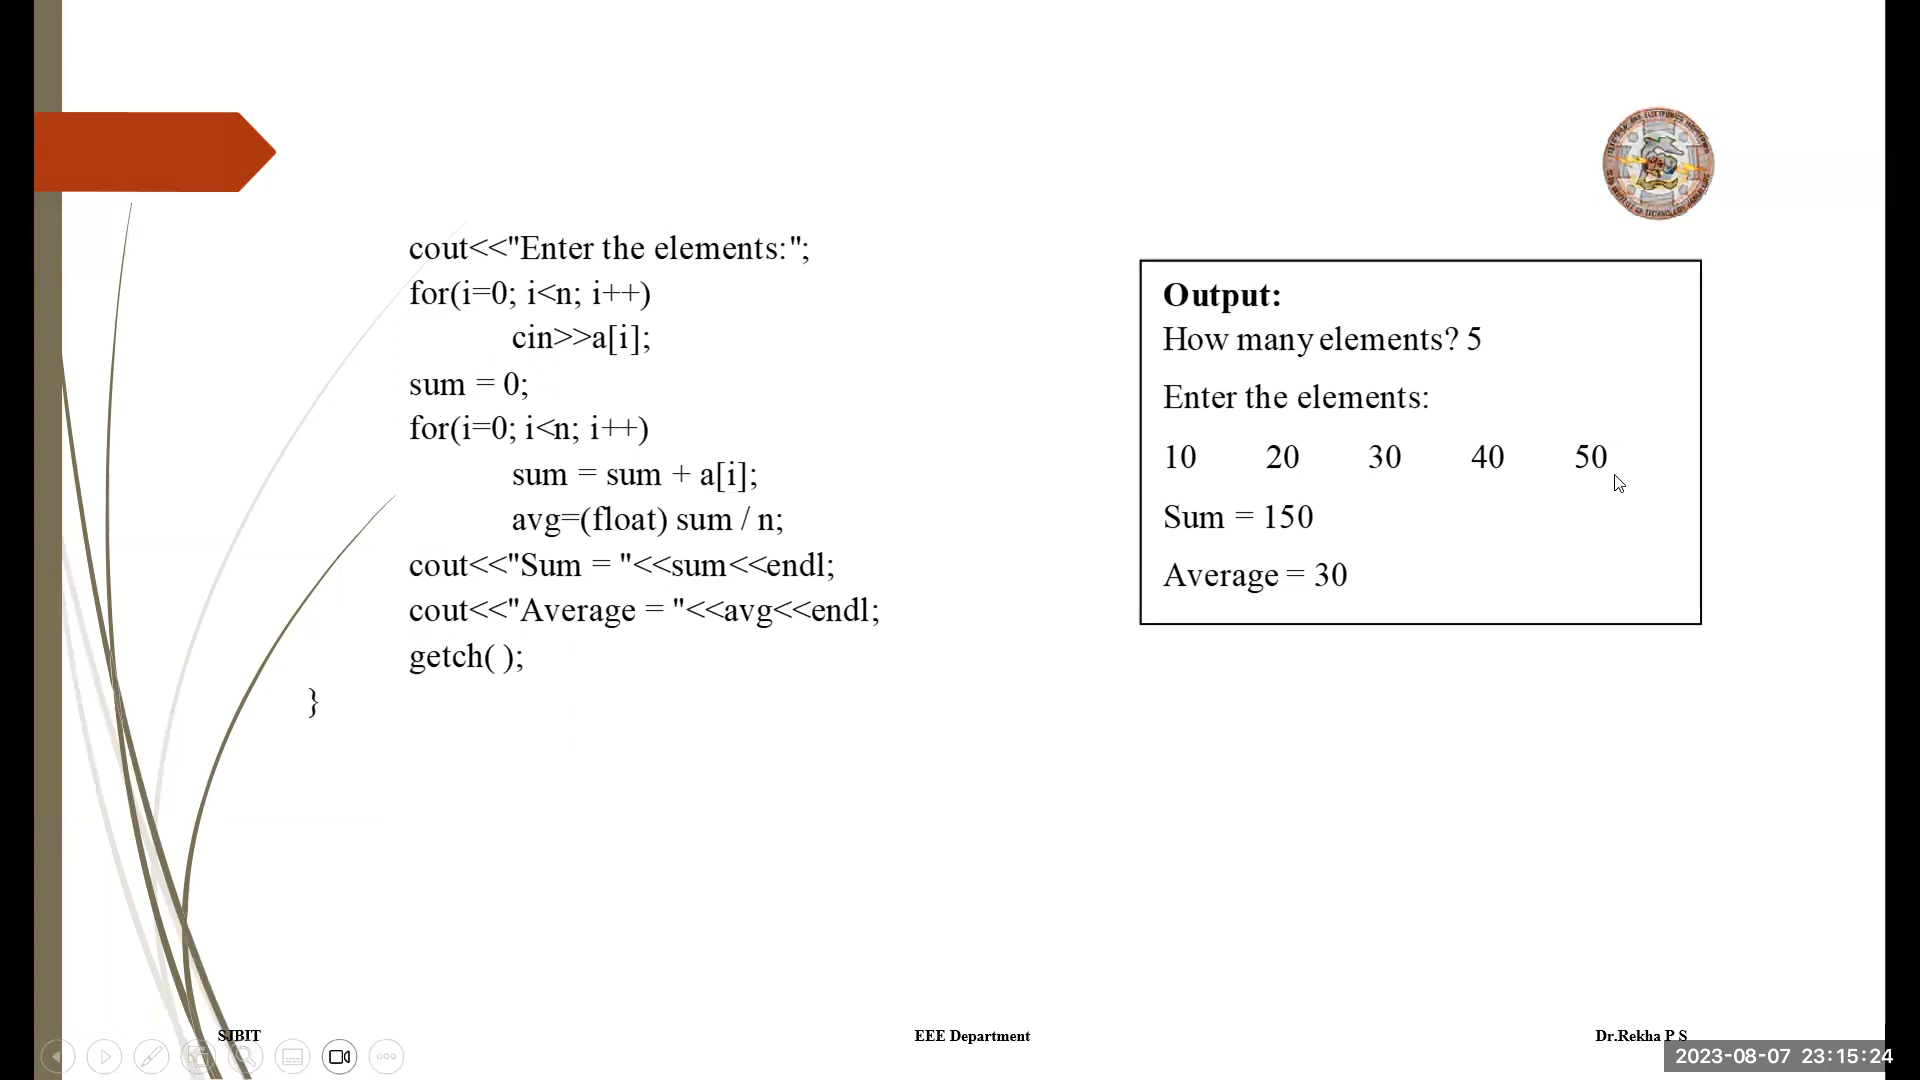 cout<<"Enter the elements:";
for(i=0; i<n; i++)
cin>>a[i];
sum = 0;
for(i=0; i<n; i++)
sum = sum + a[i];
avg=(float) sum / n;
cout<<"Sum = "<<sum<<endl;
cout<<"Average = "<<avg<<endl;
getch( );
}
Output:
How many elements? 5
Enter the elements:
10 20 30 40 50
Sum = 150
Average = 30
SJBIT
EEE Department
Dr.Rekha P S
2023-08-07 23:15:24